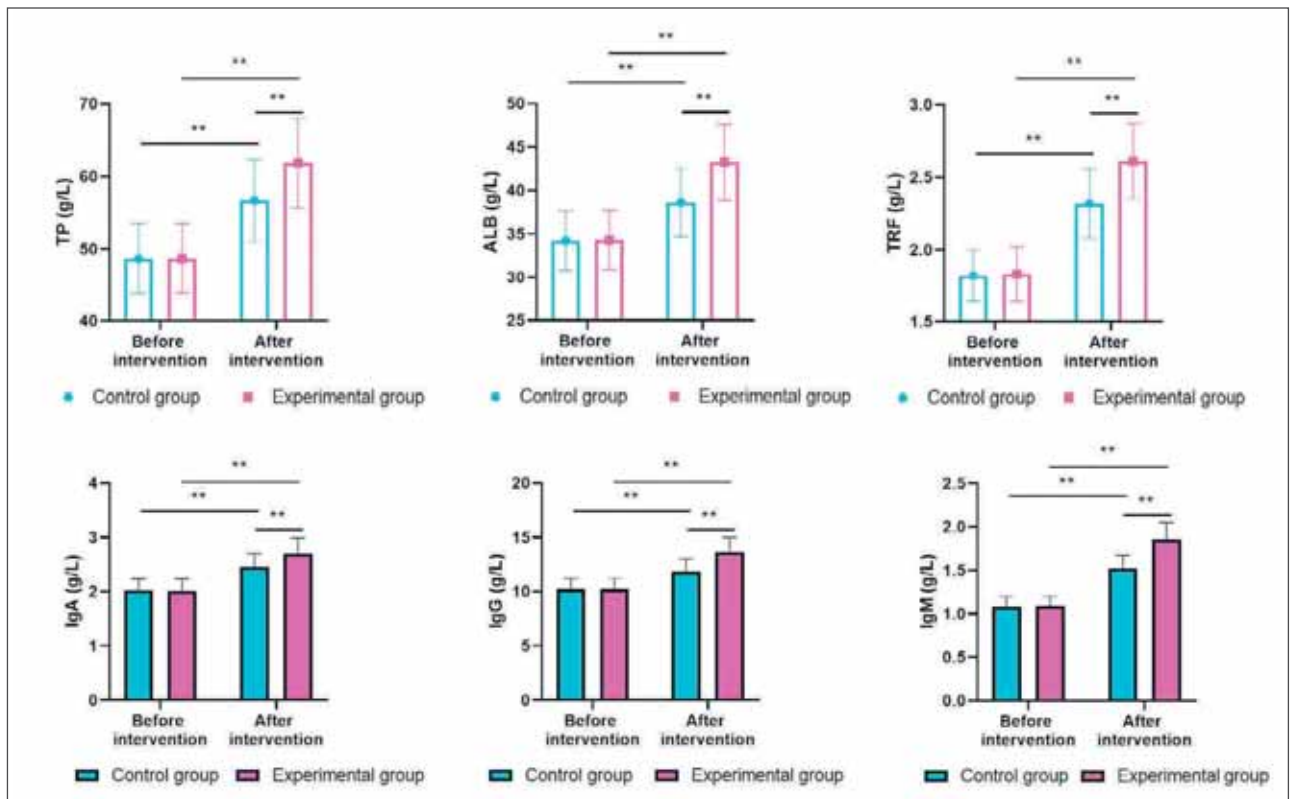 **
**
**
**
**
**
**
**
**
TP (g/L)
70
60
50
40
Before intervention
After intervention
Control group
Experimental group
ALB (g/L)
50
45
40
35
30
25
Before intervention
After intervention
Control group
Experimental group
TRF (g/L)
3.0
2.5
2.0
1.5
Before intervention
After intervention
Control group
Experimental group
**
**
**
**
**
**
**
**
**
IgA (g/L)
4
3
2
1
0
Before intervention
After intervention
Control group
Experimental group
IgG (g/L)
20
15
10
5
0
Before intervention
After intervention
Control group
Experimental group
IgM (g/L)
2.5
2.0
1.5
1.0
0.5
0.0
Before intervention
After intervention
Control group
Experimental group